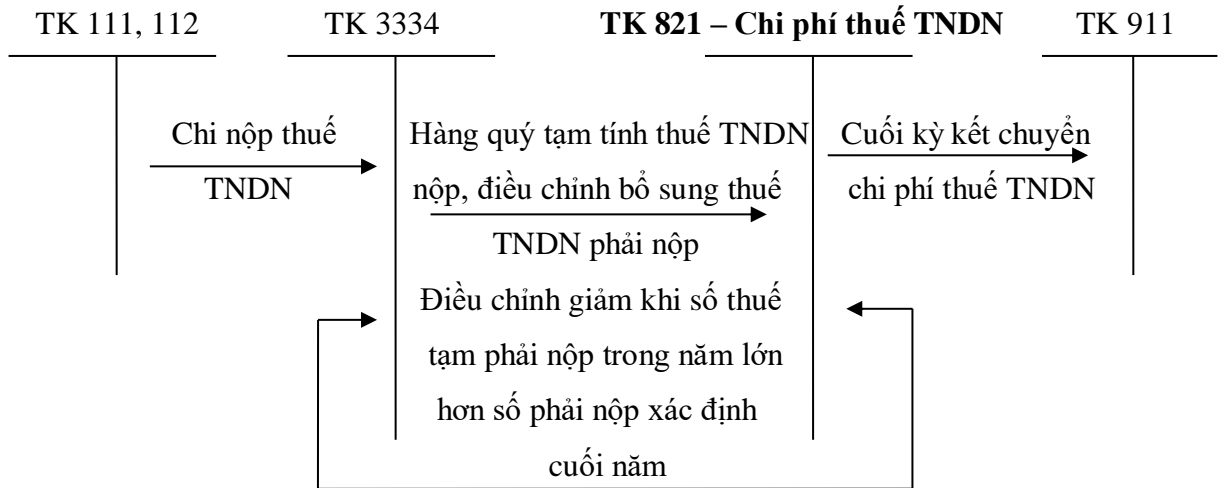 TK 111, 112 TK 3334 TK 821 – Chi phí thuế TNDN TK 911
Chi nộp thuế
TNDN
Hàng quý tạm tính thuế TNDN
nộp, điều chỉnh bổ sung thuế
TNDN phải nộp
Cuối kỳ kết chuyển
chi phí thuế TNDN
Điều chỉnh giảm khi số thuế
tạm phải nộp trong năm lớn
hơn số phải nộp xác định
cuối năm